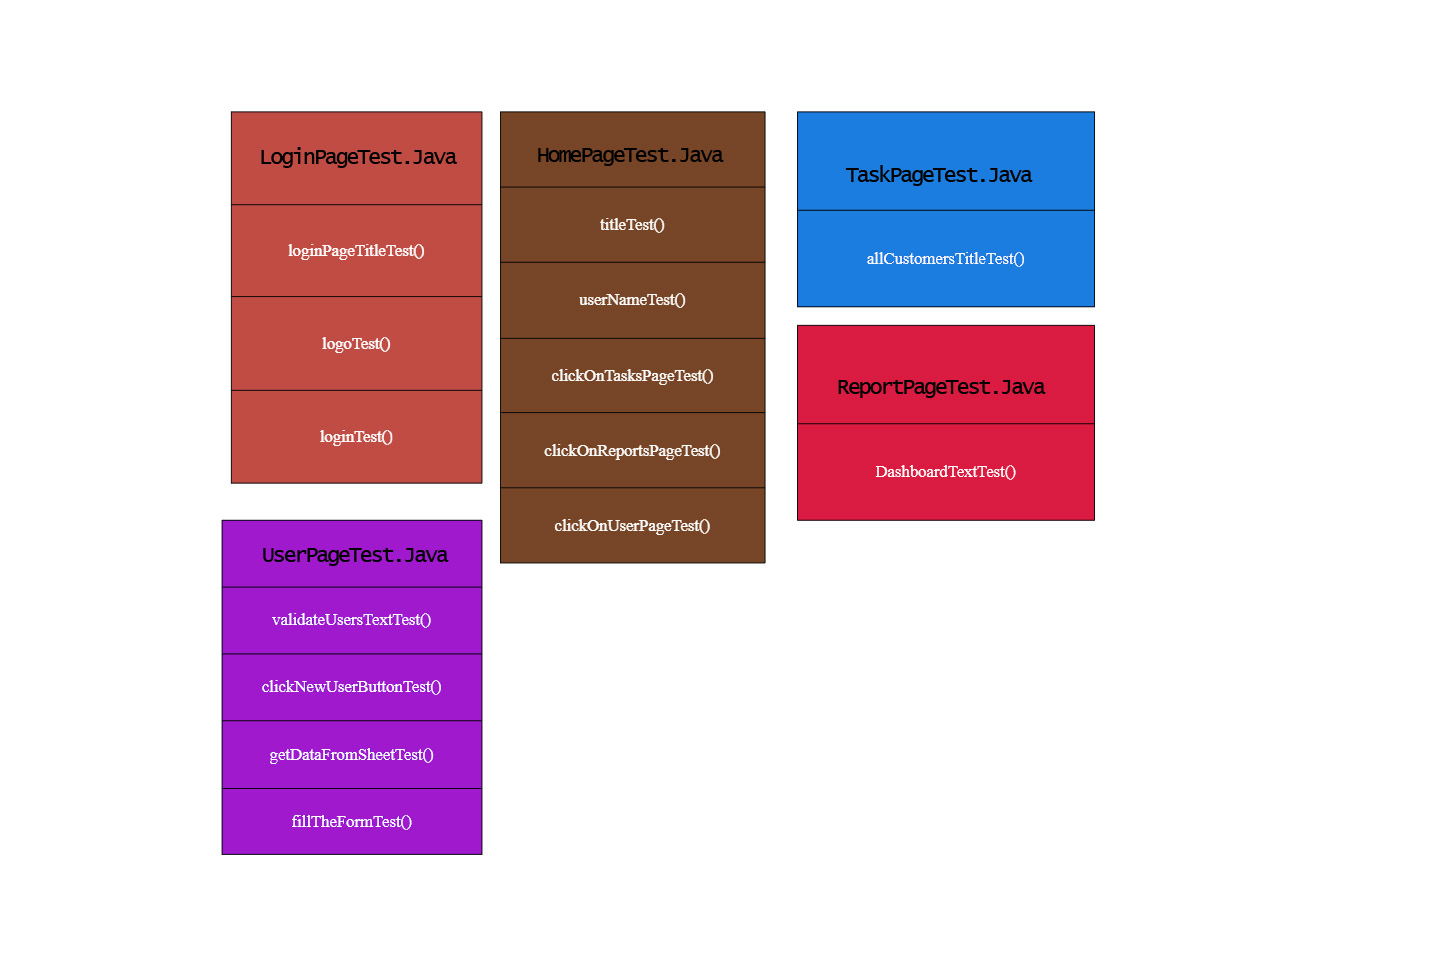 LoginPageTest.Java
loginPageTitleTest()
logoTest()
loginTest()
HomePageTest.Java
titleTest()
userNameTest()
clickOnTasksPageTest()
clickOnReportsPageTest()
clickOnUserPageTest()
TaskPageTest.Java
allCustomersTitleTest()
ReportPageTest.Java
DashboardTextTest()
UserPageTest.Java
validateUsersTextTest()
clickNewUserButtonTest()
getDataFromSheetTest()
fillTheFormTest()